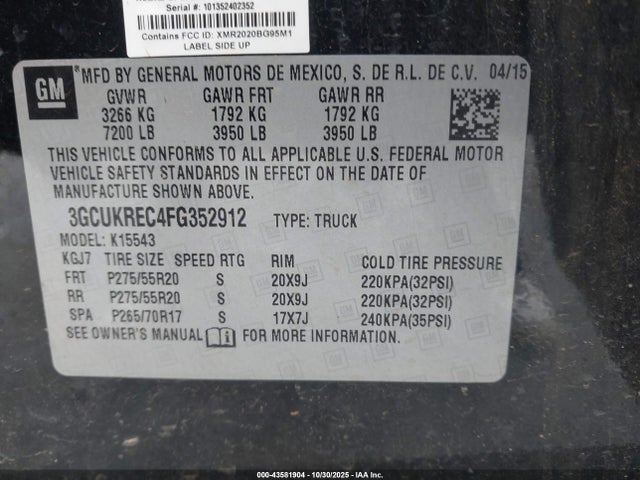 Serial #: 101352402352
Contains FCC ID: XMR2020BG95M1
LABEL SIDE UP
GM
*MFD BY GENERAL MOTORS DE MEXICO, S. DE R.L. DE C.V. 04/15
GVWR GAWR FRT GAWR RR
3266 KG 1792 KG 1792 KG
7200 LB 3950 LB 3950 LB
THIS VEHICLE CONFORMS TO ALL APPLICABLE U.S. FEDERAL MOTOR
VEHICLE SAFETY STANDARDS IN EFFECT ON THE DATE OF
MANUFACTURE SHOWN ABOVE.
3GCUKREC4FG352912 TYPE: TRUCK
MODEL: K15543
KGJ7 TIRE SIZE SPEED RTG RIM COLD TIRE PRESSURE
FRT P275/55R20 S 20X9J 220KPA(32PSI)
RR P275/55R20 S 20X9J 220KPA(32PSI)
SPA P265/70R17 S 17X7J 240KPA(35PSI)
SEE OWNER'S MANUAL i FOR MORE INFORMATION.
000-43581904 - 10/30/2025 - IAA Inc.